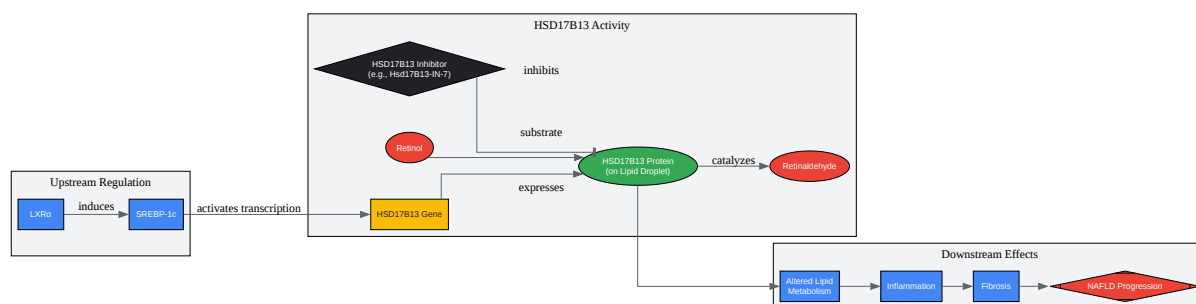 HSD17B13 Activity
HSD17B13 Inhibitor
(e.g., Hsd17B13-IN-7)
inhibits
substrate
Retinol
HSD17B13 Protein
(on Lipid Droplet)
catalyzes
Retinaldehyde
expresses
Upstream Regulation
LXRα
induces
SREBP-1c
activates transcription
HSD17B13 Gene
Downstream Effects
Altered Lipid
Metabolism
Inflammation
Fibrosis
NAFLD Progression